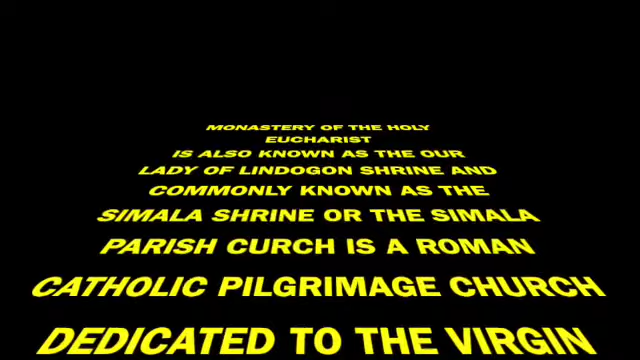 MONASTERY OF THE HOLY
EUCHARIST
IS ALSO KNOWN AS THE OUR
LADY OF LINDOGON SHRINE AND
COMMONLY KNOWN AS THE
SIMALA SHRINE OR THE SIMALA
PARISH CURCH IS A ROMAN
CATHOLIC PILGRIMAGE CHURCH
DEDICATED TO THE VIRGIN